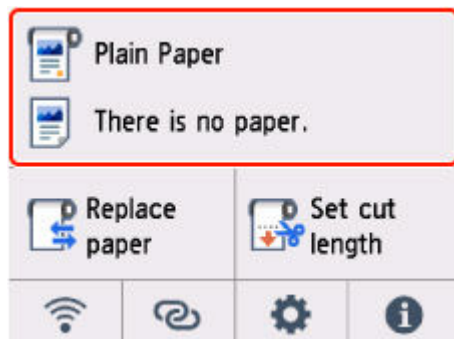 Plain Paper
There is no paper.
Replace
paper
Set cut
length